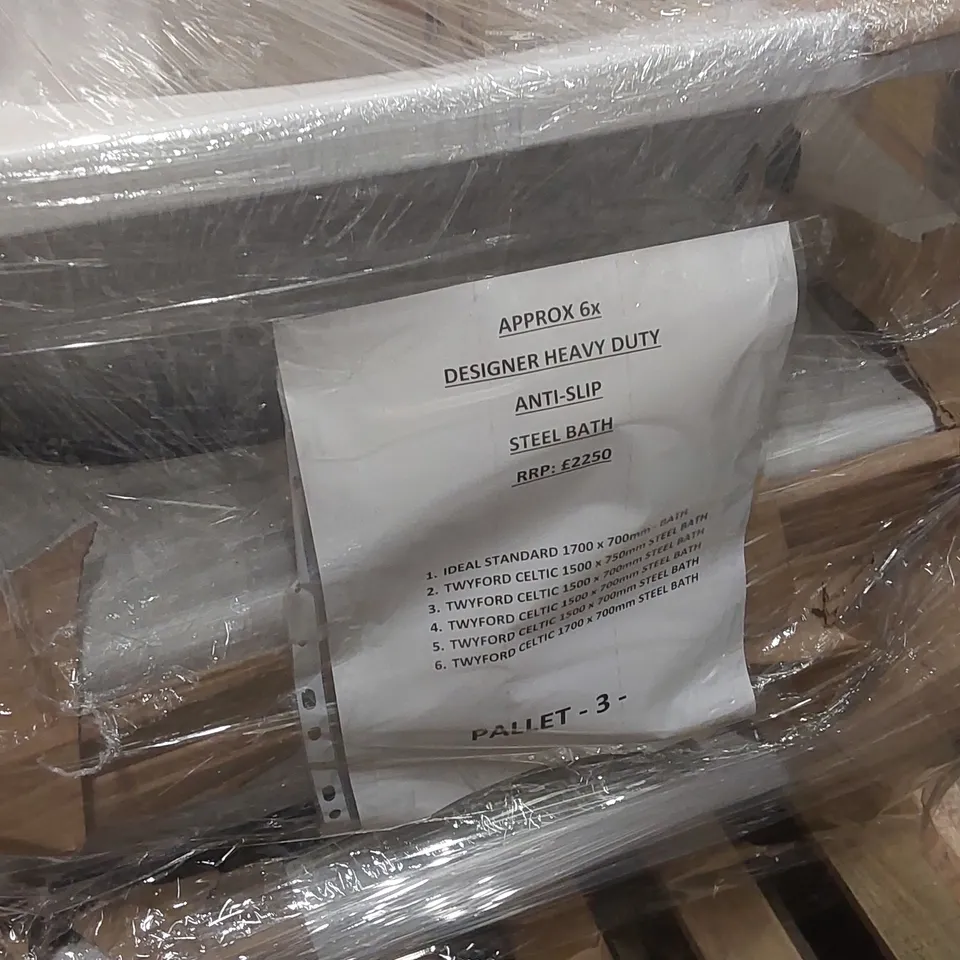 APPROX 6x
DESIGNER HEAVY DUTY
ANTI-SLIP
STEEL BATH
RRP: £2250
1. IDEAL STANDARD 1700 x 700mm - BATH
2. TWYFORD CELTIC 1500 x 750mm STEEL BATH
3. TWYFORD CELTIC 1500 x 700mm STEEL BATH
4. TWYFORD CELTIC 1500 x 700mm STEEL BATH
5. TWYFORD CELTIC 1500 x 700mm STEEL BATH
6. TWYFORD CELTIC 1700 x 700mm STEEL BATH
PALLET - 3 -